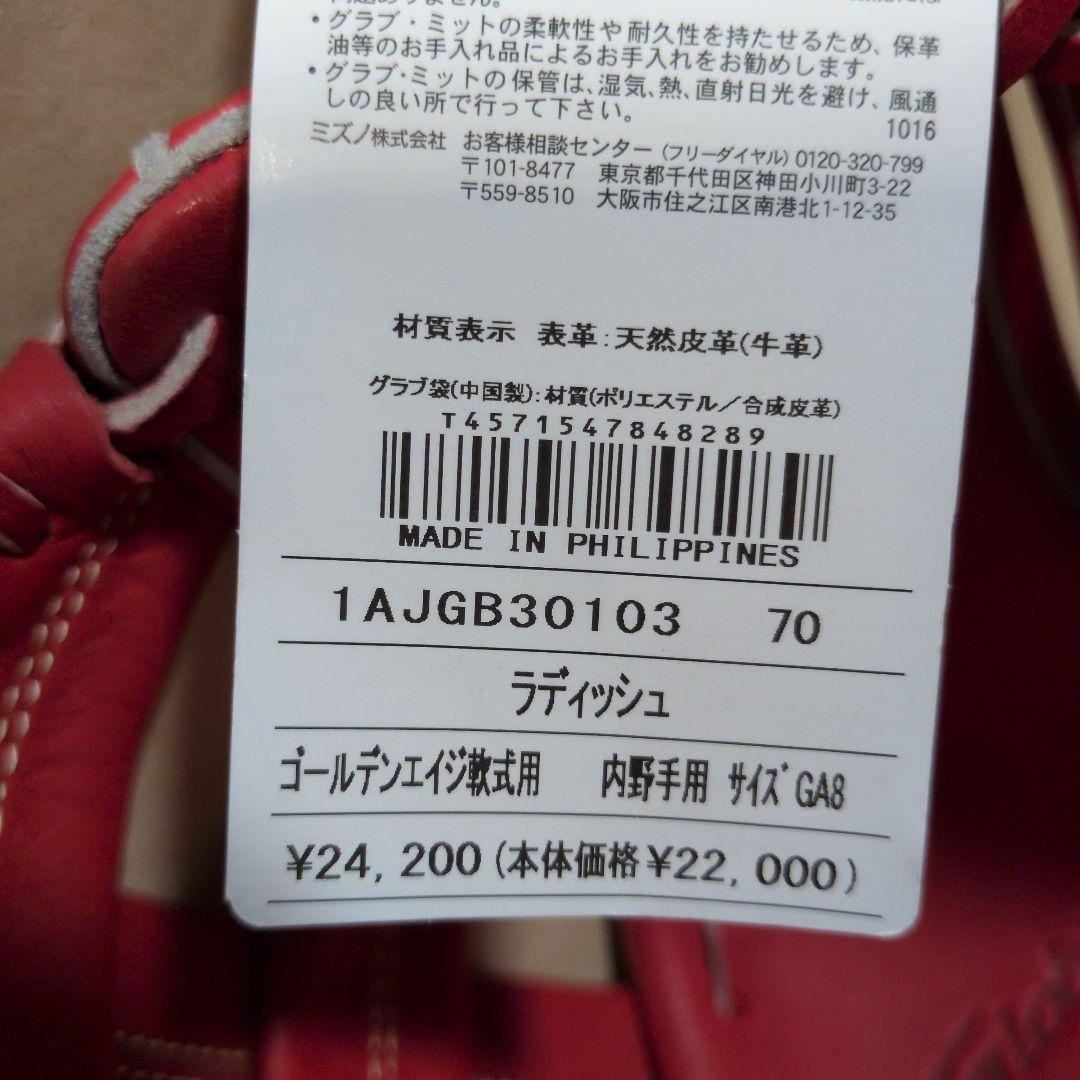 問題ありません。
・グラブ・ミットの柔軟性や耐久性を持たせるため、保革
油等のお手入れ品によるお手入れをお勧めします。
・グラブ・ミットの保管は、湿気、熱、直射日光を避け、風通
しの良い所で行って下さい。
1016
ミズノ株式会社 お客様相談センター (フリーダイヤル) 0120-320-799
〒101-8477 東京都千代田区神田小川町3-22
〒559-8510 大阪市住之江区南港北1-12-35
材質表示 表革:天然皮革(牛革)
グラブ袋(中国製):材質(ポリエステル/合成皮革)
T4571547848289
MADE IN PHILIPPINES
1AJGB30103 70
ラディッシュ
ゴールデンエイジ軟式用 内野手用 サイズGA8
¥24, 200(本体価格¥22, 000)